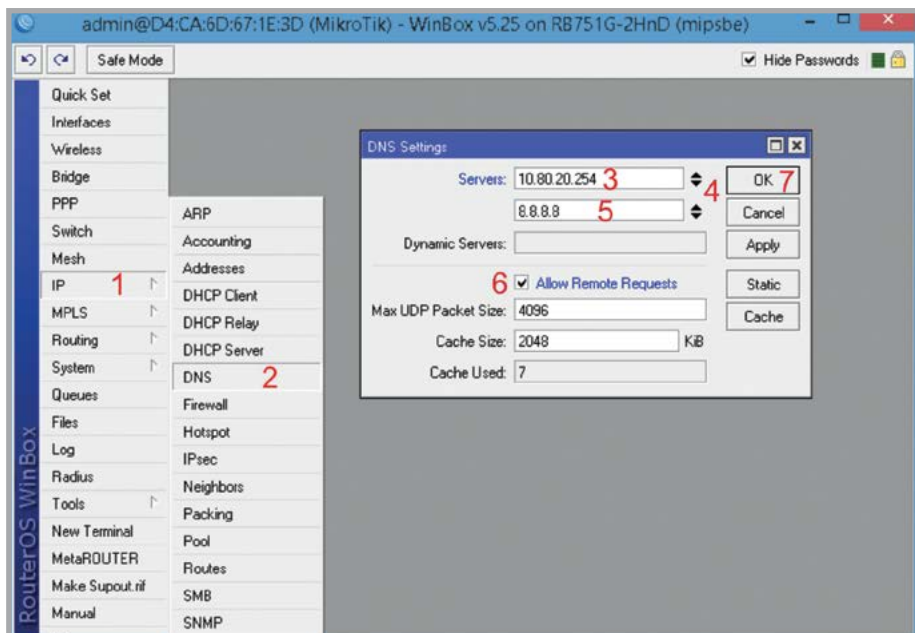 admin@D4:CA:6D:67:1E:3D (MikroTik) - WinBox v5.25 on RB751G-2HnD (mipsbe)
Safe Mode
Hide Passwords
Quick Set
Interfaces
Wireless
Bridge
PPP
Switch
Mesh
IP 1
MPLS
Routing
System
Queues
Files
Log
Radius
Tools
New Terminal
MetaROUTER
Make Supout.rif
Manual
RouterOS WinBox
ARP
Accounting
Addresses
DHCP Client
DHCP Relay
DHCP Server
DNS 2
Firewall
Hotspot
IPsec
Neighbors
Packing
Pool
Routes
SMB
SNMP
DNS Settings
Servers: 10.80.20.254 3
4
8.8.8.8 5
Dynamic Servers:
6 Allow Remote Requests
Max UDP Packet Size: 4096
Cache Size: 2048 KiB
Cache Used: 7
OK 7
Cancel
Apply
Static
Cache